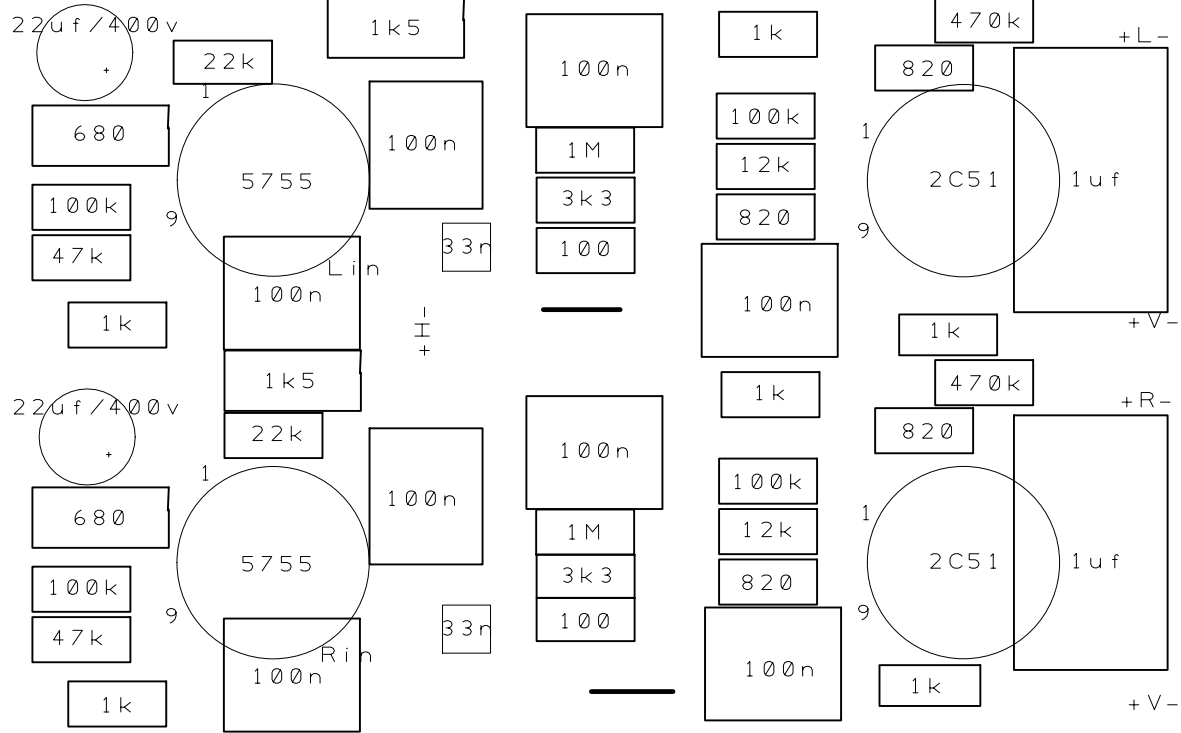 22uf/400v
1k5
100n
1k
470k
+L-
22k
820
1
680
100n
100k
1
1M
12k
5755
2C51
1uf
100k
3k3
9
820
9
47k
33n
100
Lin
100n
100n
1k
-H+
1k
+V-
1k5
1k
470k
22uf/400v
+R-
22k
820
100n
1
100n
100k
680
1
1M
12k
5755
2C51
1uf
100k
3k3
820
9
9
47k
33n
100
Rin
100n
100n
1k
1k
+V-